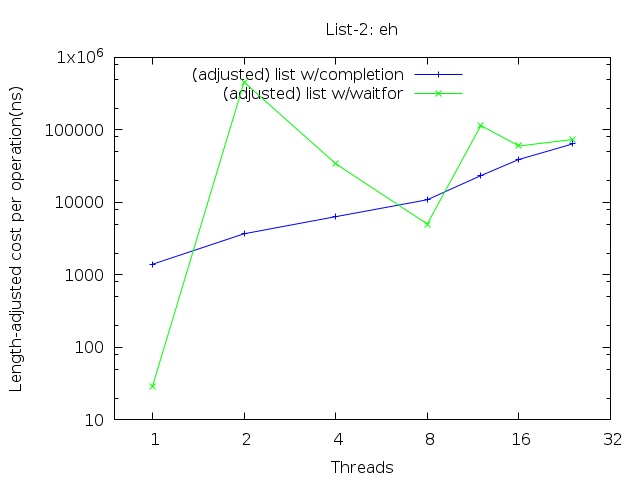 List-2: eh
1x10^6
100000
10000
1000
100
10
Length-adjusted cost per operation(ns)
(adjusted) list w/completion
(adjusted) list w/waitfor
1 2 4 8 16 32
Threads